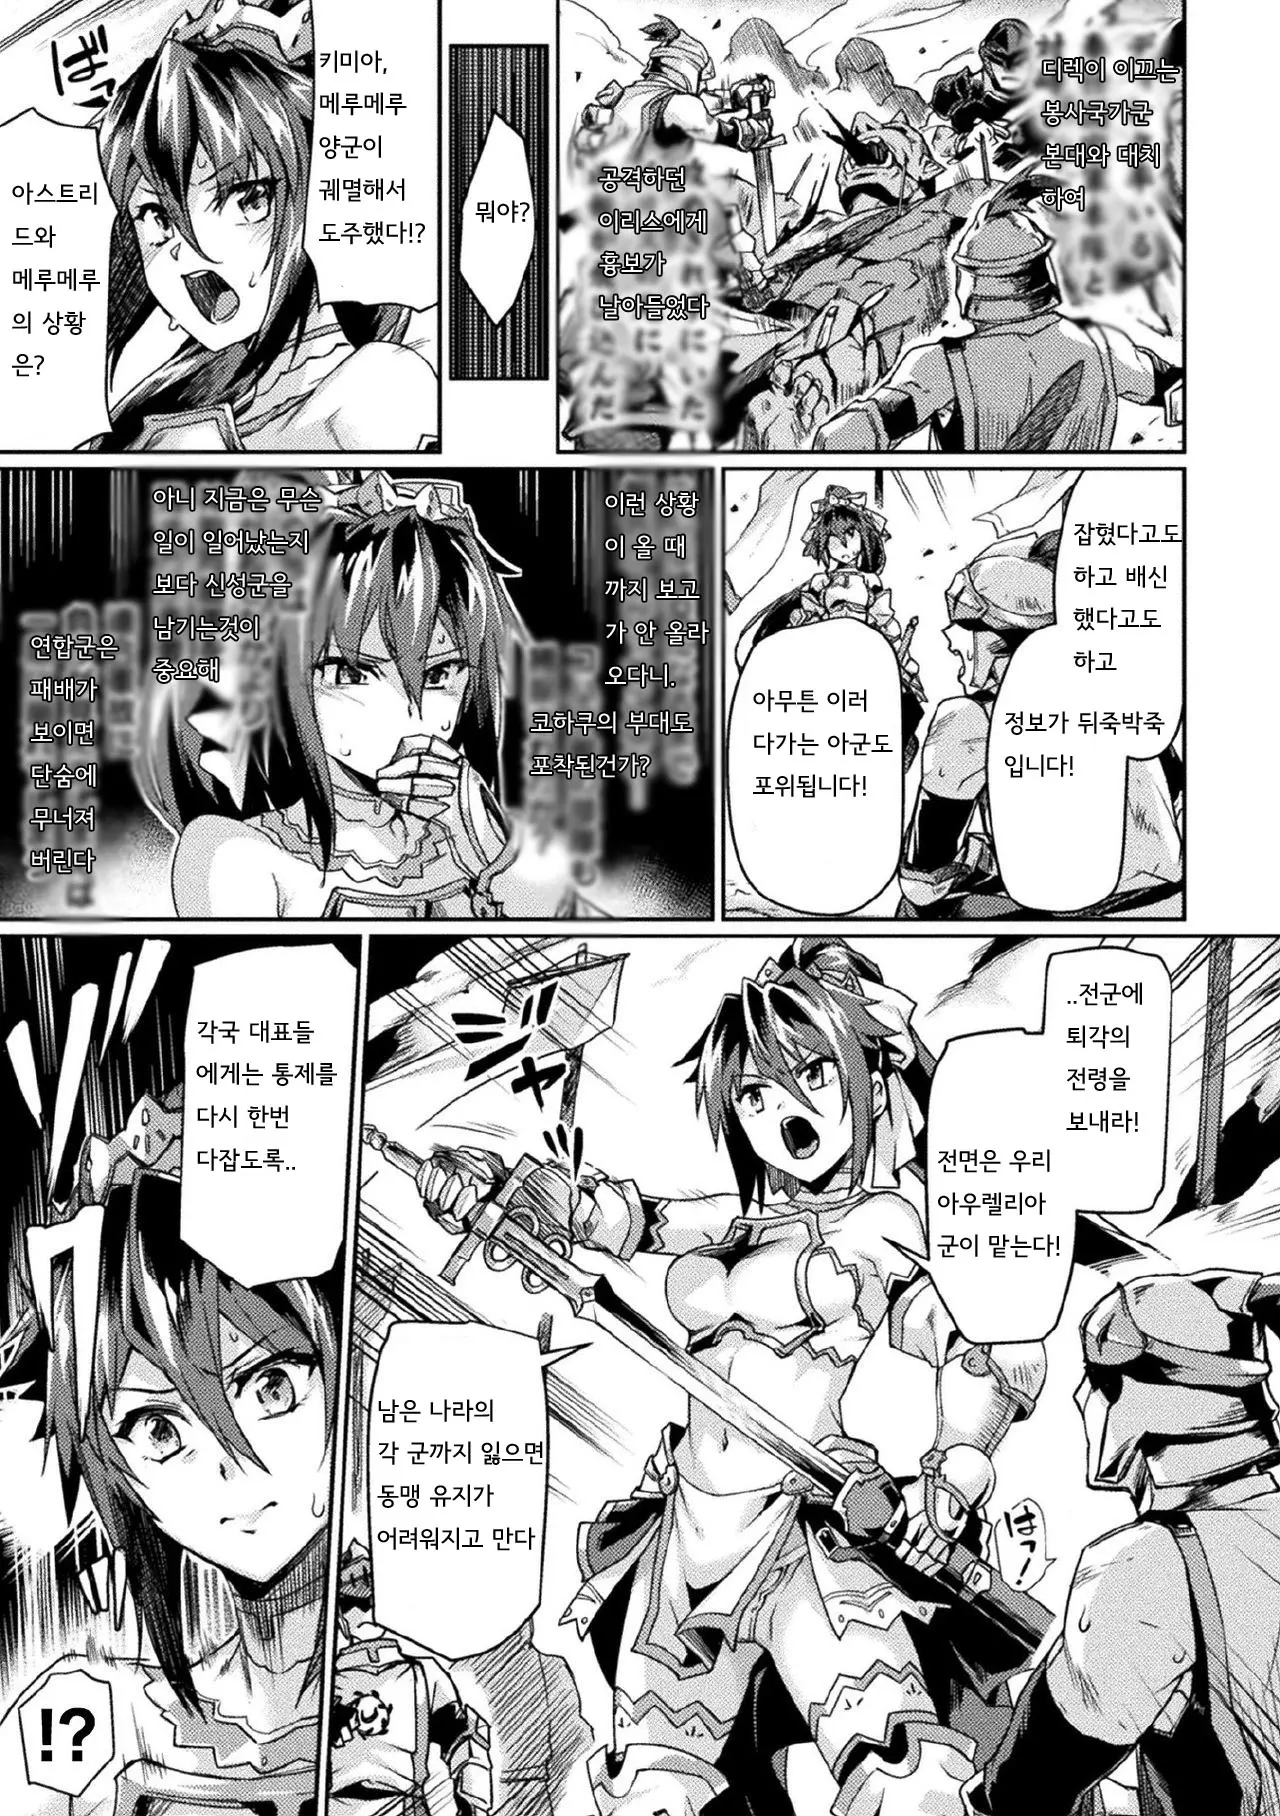 디렉이 이끄는
봉사국가군
본대와 대치
하여
공격하던
이리스에게
흉보가
날아들었다
뭐야?
키미아,
메루메루
양군이
궤멸해서
도주했다!?
ばっ
아스트리
드와
메루메루
의 상황
은?
잡혔다고도
하고 배신
했다고도
하고
정보가 뒤죽박죽
입니다!
아무튼 이러
다가는 아군도
포위됩니다!
이런 상황
이 올 때
까지 보고
가 안 올라
오다니.
코하쿠의 부대도
포착된건가?
아니 지금은 무슨
일이 일어났는지
보다 신성군을
남기는것이
중요해
연합군은
패배가
보이면
단숨에
무너져
버린다
..전군에
퇴각의
전령을
보내라!
전면은 우리
아우렐리아
군이 맡는다!
ジャッ
はっ!
남은 나라의
각 군까지 잃으면
동맹 유지가
어려워지고 만다
각국 대표들
에게는 통제를
다시 한번
다잡도록..
!?